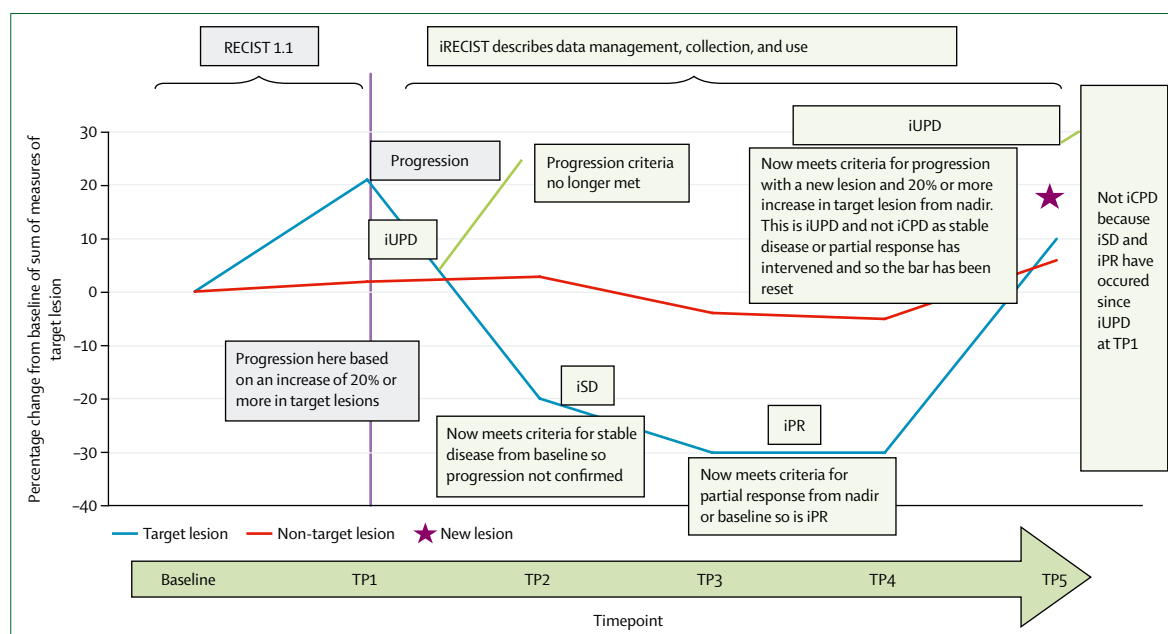 RECIST 1.1
iRECIST describes data management, collection, and use
Percentage change from baseline of sum of measures of
target lesion
30
20
10
0
–10
–20
–30
–40
Progression
iUPD
Progression criteria
no longer met
iUPD
Now meets criteria for progression
with a new lesion and 20% or more
increase in target lesion from nadir.
This is iUPD and not iCPD as stable
disease or partial response has
intervened and so the bar has been
reset
Not iCPD
because
iSD and
iPR have
occured
since
iUPD
at TP1
Progression here based
on an increase of 20% or
more in target lesions
iSD
Now meets criteria for stable
disease from baseline so
progression not confirmed
iPR
Now meets criteria for
partial response from nadir
or baseline so is iPR
Target lesion
Non-target lesion
New lesion
Baseline
TP1
TP2
TP3
TP4
TP5
Timepoint